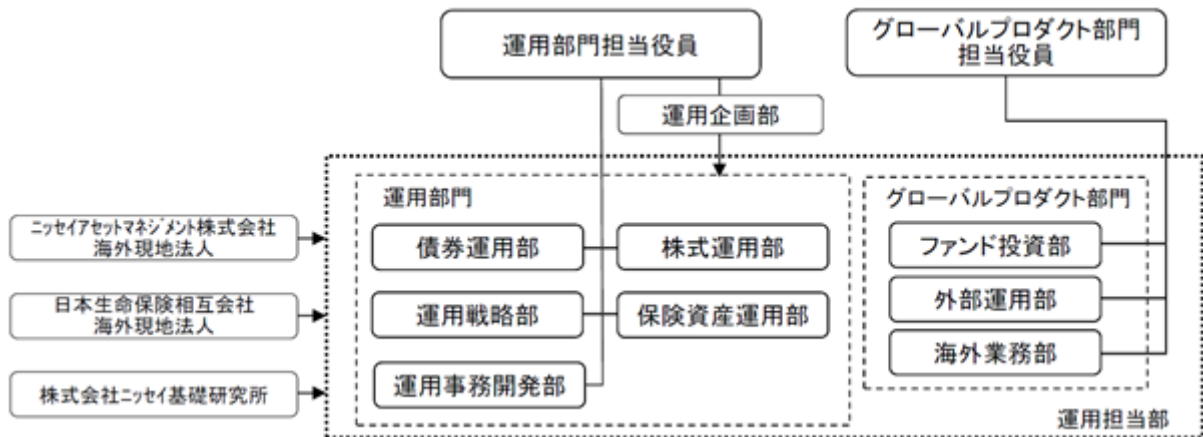 運用部門担当役員
グローバルプロダクト部門
担当役員
運用企画部
運用部門
グローバルプロダクト部門
ニッセイアセットマネジメント株式会社
海外現地法人
債券運用部
株式運用部
ファンド投資部
日本生命保険相互会社
海外現地法人
運用戦略部
保険資産運用部
外部運用部
海外業務部
株式会社ニッセイ基礎研究所
運用事務開発部
運用担当部